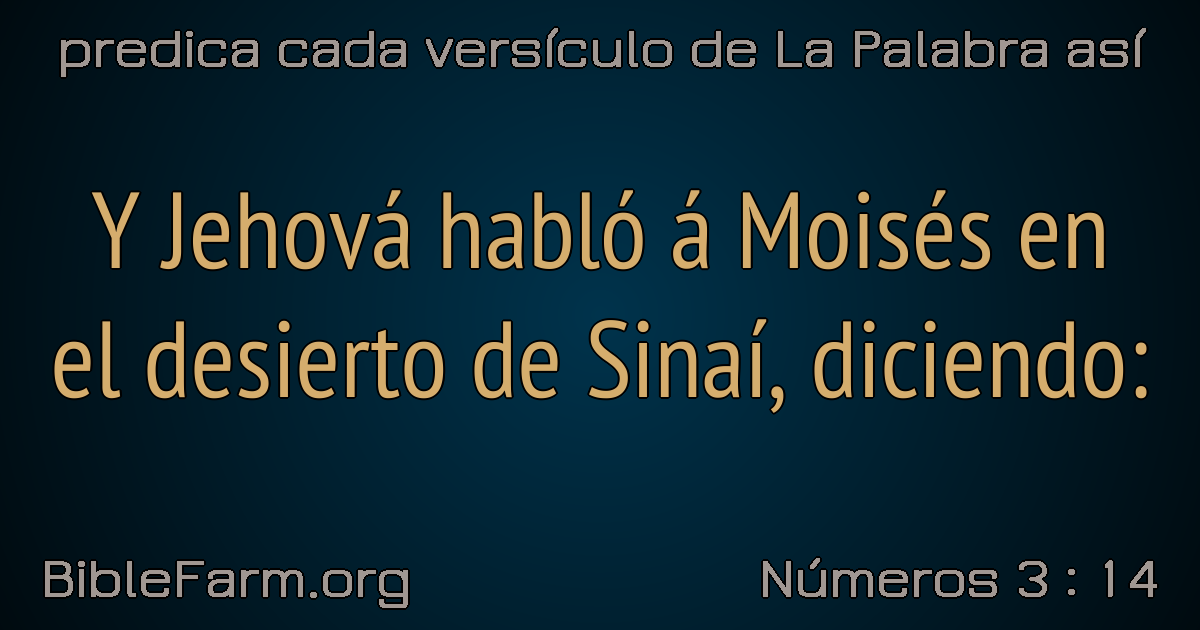 predica cada versículo de La Palabra así
Y Jehová habló á Moisés en
el desierto de Sinaí, diciendo:
BibleFarm.org
Números 3 : 14